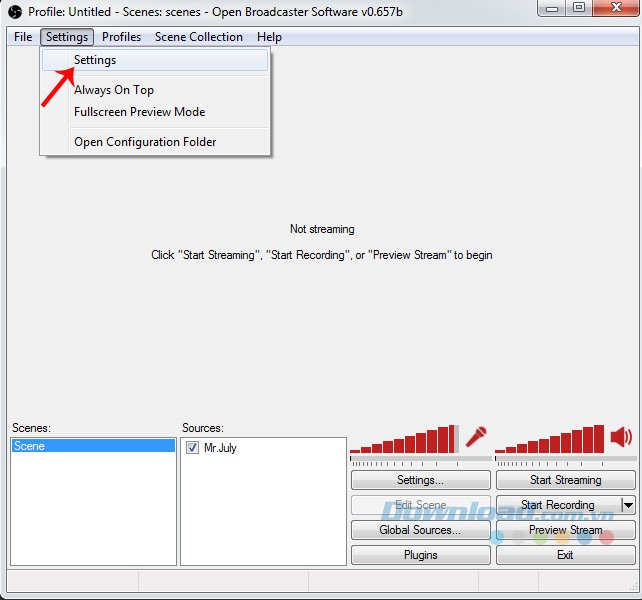 Profile: Untitled - Scenes: scenes - Open Broadcaster Software v0.657b
File Settings Profiles Scene Collection Help
Settings
Always On Top
Fullscreen Preview Mode
Open Configuration Folder
Not streaming
Click "Start Streaming", "Start Recording", or "Preview Stream" to begin
Scenes: Sources:
Scene Mr.July
Settings... Start Streaming
Edit Scene Start Recording
Download.com.vn
Global Sources... Preview Stream
Plugins Exit